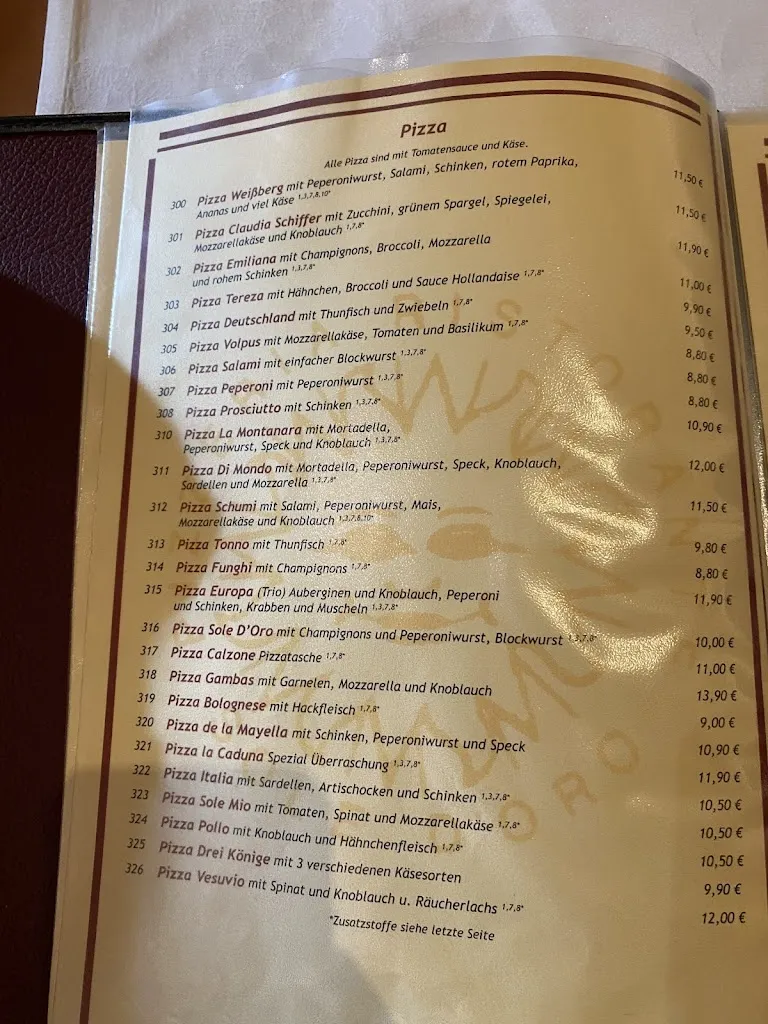 Pizza
Alle Pizza sind mit Tomatensauce und Käse.
300 Pizza Weißberg mit Peperoniwurst, Salami, Schinken, rotem Paprika, 11,50 €
Ananas und viel Käse 1,3,7,8,10*
301 Pizza Claudia Schiffer mit Zucchini, grünem Spargel, Spiegelei, 11,50 €
Mozzarellakäse und Knoblauch 1,7,8*
302 Pizza Emiliana mit Champignons, Broccoli, Mozzarella 11,90 €
und rohem Schinken 1,3,7,8*
303 Pizza Tereza mit Hähnchen, Broccoli und Sauce Hollandaise 1,7,8* 11,00 €
304 Pizza Deutschland mit Thunfisch und Zwiebeln 1,7,8* 9,90 €
305 Pizza Volpus mit Mozzarellakäse, Tomaten und Basilikum 1,7,8* 9,50 €
306 Pizza Salami mit einfacher Blockwurst 1,3,7,8* 8,80 €
307 Pizza Peperoni mit Peperoniwurst 1,3,7,8* 8,80 €
308 Pizza Prosciutto mit Schinken 1,3,7,8* 8,80 €
310 Pizza La Montanara mit Mortadella, 10,90 €
Peperoniwurst, Speck und Knoblauch 1,3,7,8*
311 Pizza Di Mondo mit Mortadella, Peperoniwurst, Speck, Knoblauch, 12,00 €
Sardellen und Mozzarella 1,3,7,8*
312 Pizza Schumi mit Salami, Peperoniwurst, Mais, 11,50 €
Mozzarellakäse und Knoblauch 1,3,7,8,10*
313 Pizza Tonno mit Thunfisch 1,7,8* 9,80 €
314 Pizza Funghi mit Champignons 1,7,8* 8,80 €
315 Pizza Europa (Trio) Auberginen und Knoblauch, Peperoni 11,90 €
und Schinken, Krabben und Muscheln 1,3,7,8*
316 Pizza Sole D'Oro mit Champignons und Peperoniwurst, Blockwurst 1,3,7,8* 10,00 €
317 Pizza Calzone Pizzatasche 1,7,8* 11,00 €
318 Pizza Gambas mit Garnelen, Mozzarella und Knoblauch 13,90 €
319 Pizza Bolognese mit Hackfleisch 1,7,8* 9,00 €
320 Pizza de la Mayella mit Schinken, Peperoniwurst und Speck 10,90 €
321 Pizza la Caduna Spezial Überraschung 1,3,7,8* 11,90 €
322 Pizza Italia mit Sardellen, Artischocken und Schinken 1,3,7,8* 10,50 €
323 Pizza Sole Mio mit Tomaten, Spinat und Mozzarellakäse 1,7,8* 10,50 €
324 Pizza Pollo mit Knoblauch und Hähnchenfleisch 1,7,8* 10,50 €
325 Pizza Drei Könige mit 3 verschiedenen Käsesorten 9,90 €
326 Pizza Vesuvio mit Spinat und Knoblauch u. Räucherlachs 1,7,8* 12,00 €
*Zusatzstoffe siehe letzte Seite